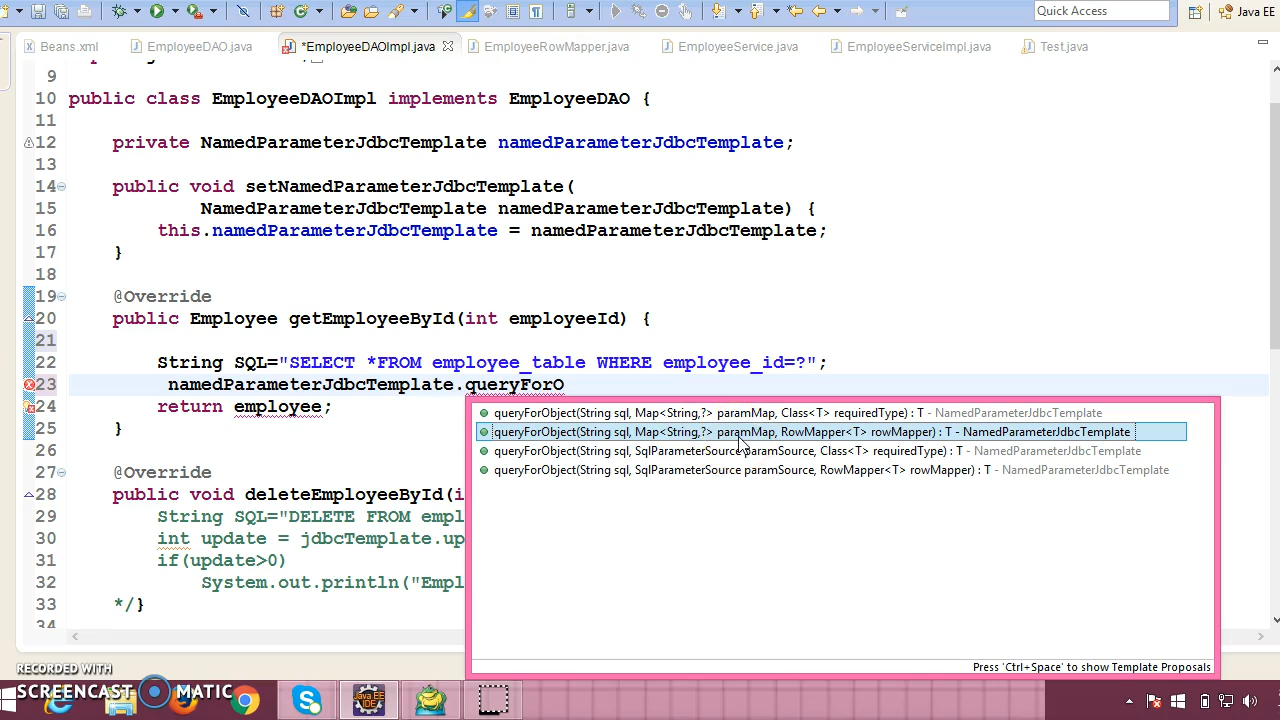 Quick Access
Java EE
Beans.xml
EmployeeDAO.java
*EmployeeDAOImpl.java
EmployeeRowMapper.java
EmployeeService.java
EmployeeServiceImpl.java
Test.java
9
10 public class EmployeeDAOImpl implements EmployeeDAO {
11
12 private NamedParameterJdbcTemplate namedParameterJdbcTemplate;
13
14 public void setNamedParameterJdbcTemplate(
15 NamedParameterJdbcTemplate namedParameterJdbcTemplate) {
16 this.namedParameterJdbcTemplate = namedParameterJdbcTemplate;
17 }
18
19 @Override
20 public Employee getEmployeeById(int employeeId) {
21
22 String SQL="SELECT *FROM employee_table WHERE employee_id=?";
23 namedParameterJdbcTemplate.queryForO
24 return employee;
25 }
26
27 @Override
28 public void deleteEmployeeById(i
29 String SQL="DELETE FROM empl
30 int update = jdbcTemplate.up
31 if(update>0)
32 System.out.println("Empl
33 */}
34
queryForObject(String sql, Map<String,?> paramMap, Class<T> requiredType) : T - NamedParameterJdbcTemplate
queryForObject(String sql, Map<String,?> paramMap, RowMapper<T> rowMapper) : T - NamedParameterJdbcTemplate
queryForObject(String sql, SqlParameterSource paramSource, Class<T> requiredType) : T - NamedParameterJdbcTemplate
queryForObject(String sql, SqlParameterSource paramSource, RowMapper<T> rowMapper) : T - NamedParameterJdbcTemplate
Press 'Ctrl+Space' to show Template Proposals
RECORDED WITH
SCREENCAST MATIC
Java EE
IDE